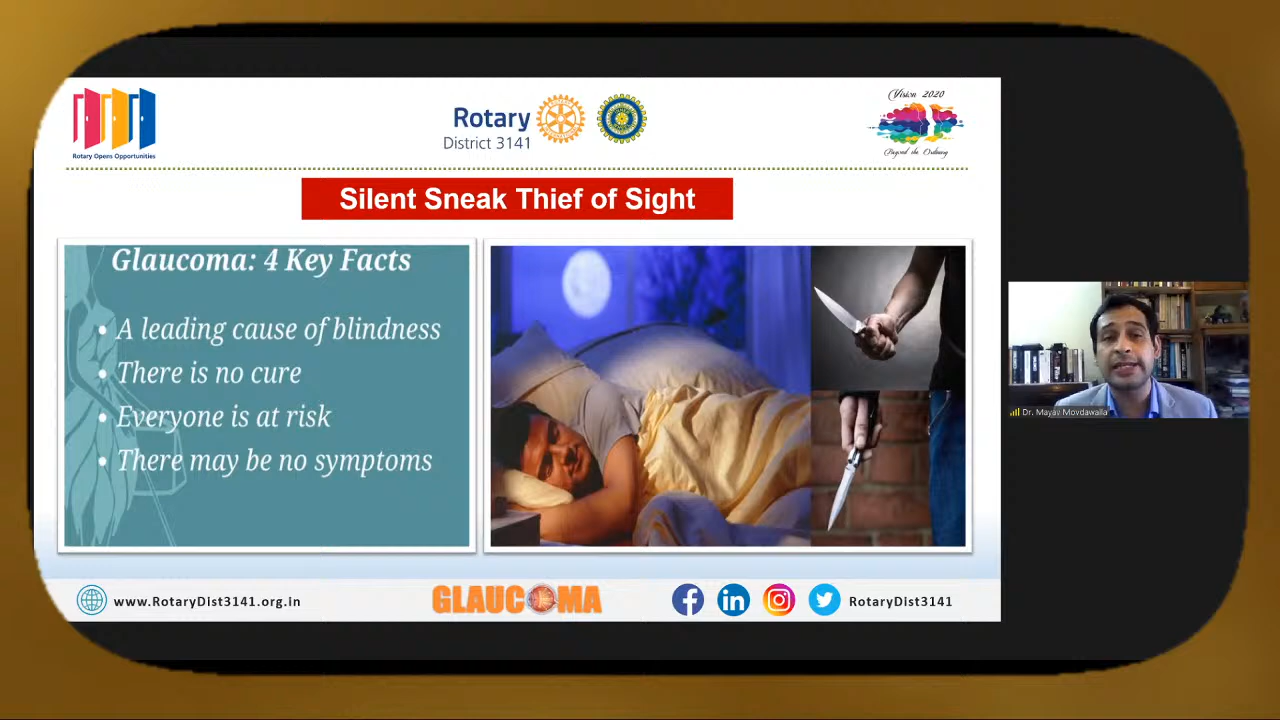 Rotary Opens Opportunities
Rotary
District 3141
Vision 2020
Beyond the Ordinary
Silent Sneak Thief of Sight
Glaucoma: 4 Key Facts
• A leading cause of blindness
• There is no cure
• Everyone is at risk
• There may be no symptoms
Dr. Mayav Movdawalla
www.RotaryDist3141.org.in
GLAUCOMA
RotaryDist3141